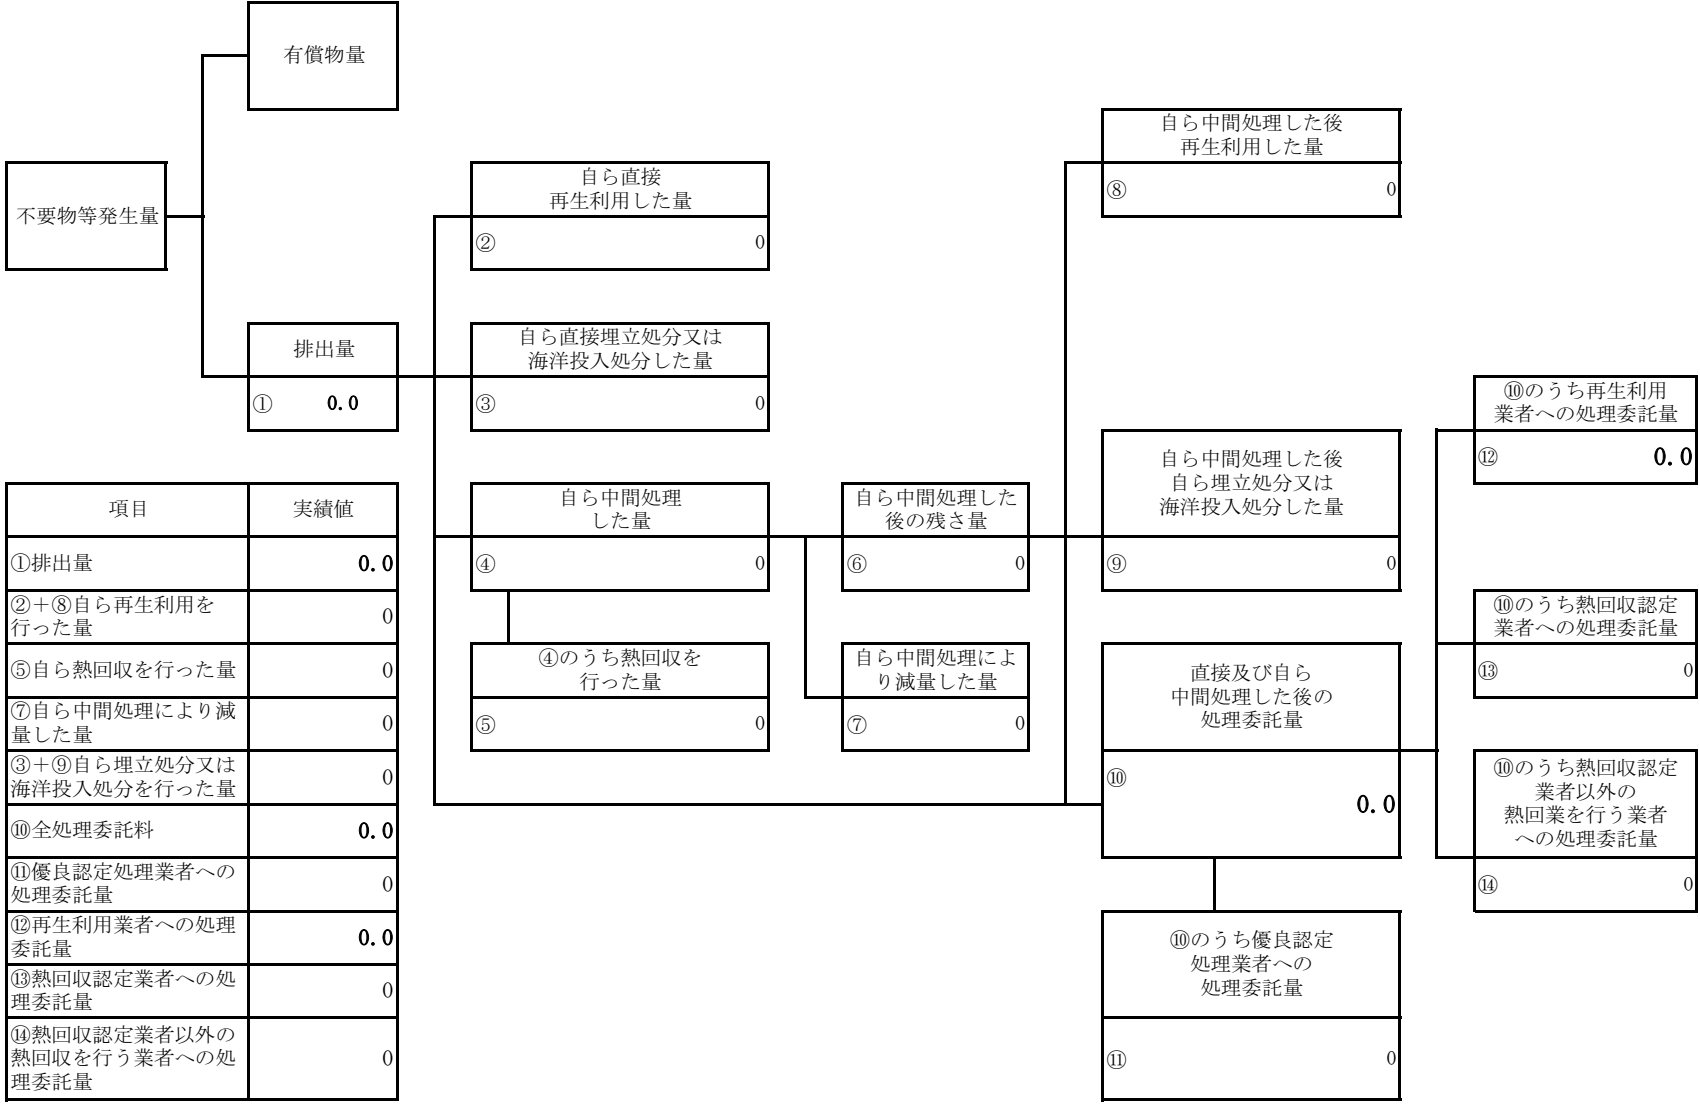 有償物量
不要物等発生量
排出量
① 0.0
自ら直接
再生利用した量
② 0
自ら直接埋立処分又は
海洋投入処分した量
③ 0
自ら中間処理
した量
④ 0
④のうち熱回収を
行った量
⑤ 0
自ら中間処理した
後の残さ量
⑥ 0
自ら中間処理によ
り減量した量
⑦ 0
自ら中間処理した後
再生利用した量
⑧ 0
自ら中間処理した後
自ら埋立処分又は
海洋投入処分した量
⑨ 0
直接及び自ら
中間処理した後の
処理委託量
⑩
0.0
⑩のうち優良認定
処理業者への
処理委託量
⑪ 0
⑩のうち再生利用
業者への処理委託量
⑫ 0.0
⑩のうち熱回収認定
業者への処理委託量
⑬ 0
⑩のうち熱回収認定
業者以外の
熱回業を行う業者
への処理委託量
⑭ 0
項目 実績値
①排出量 0.0
②＋⑧自ら再生利用を
行った量 0
⑤自ら熱回収を行った量 0
⑦自ら中間処理により減
量した量 0
③＋⑨自ら埋立処分又は
海洋投入処分を行った量 0
⑩全処理委託料 0.0
⑪優良認定処理業者への
処理委託量 0
⑫再生利用業者への処理
委託量 0.0
⑬熱回収認定業者への処
理委託量 0
⑭熱回収認定業者以外の
熱回収を行う業者への処 0
理委託量